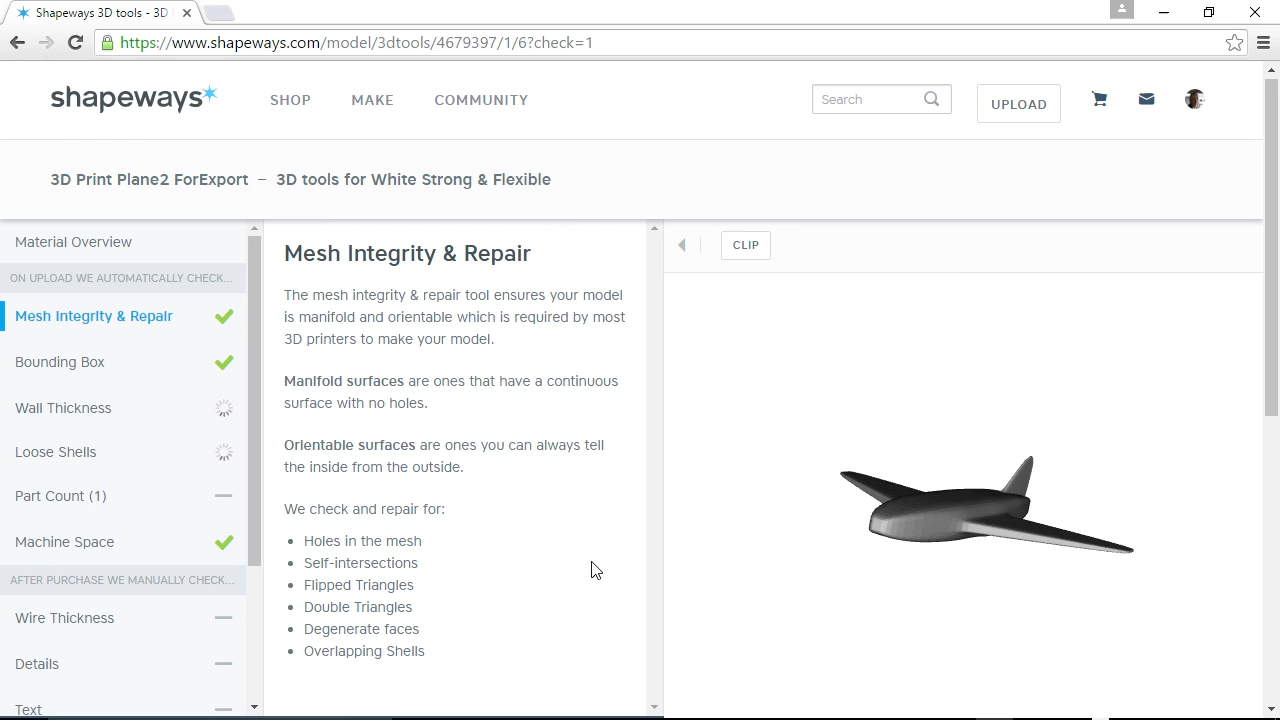 Shapeways 3D tools - 3D
https://www.shapeways.com/model/3dtools/4679397/1/6?check=1
shapeways
SHOP MAKE COMMUNITY
Search
UPLOAD
3D Print Plane2 ForExport – 3D tools for White Strong & Flexible
Material Overview
ON UPLOAD WE AUTOMATICALLY CHECK...
Mesh Integrity & Repair
Bounding Box
Wall Thickness
Loose Shells
Part Count (1)
Machine Space
AFTER PURCHASE WE MANUALLY CHECK...
Wire Thickness
Details
Text
Mesh Integrity & Repair
The mesh integrity & repair tool ensures your model
is manifold and orientable which is required by most
3D printers to make your model.
Manifold surfaces are ones that have a continuous
surface with no holes.
Orientable surfaces are ones you can always tell
the inside from the outside.
We check and repair for:
Holes in the mesh
Self-intersections
Flipped Triangles
Double Triangles
Degenerate faces
Overlapping Shells
CLIP